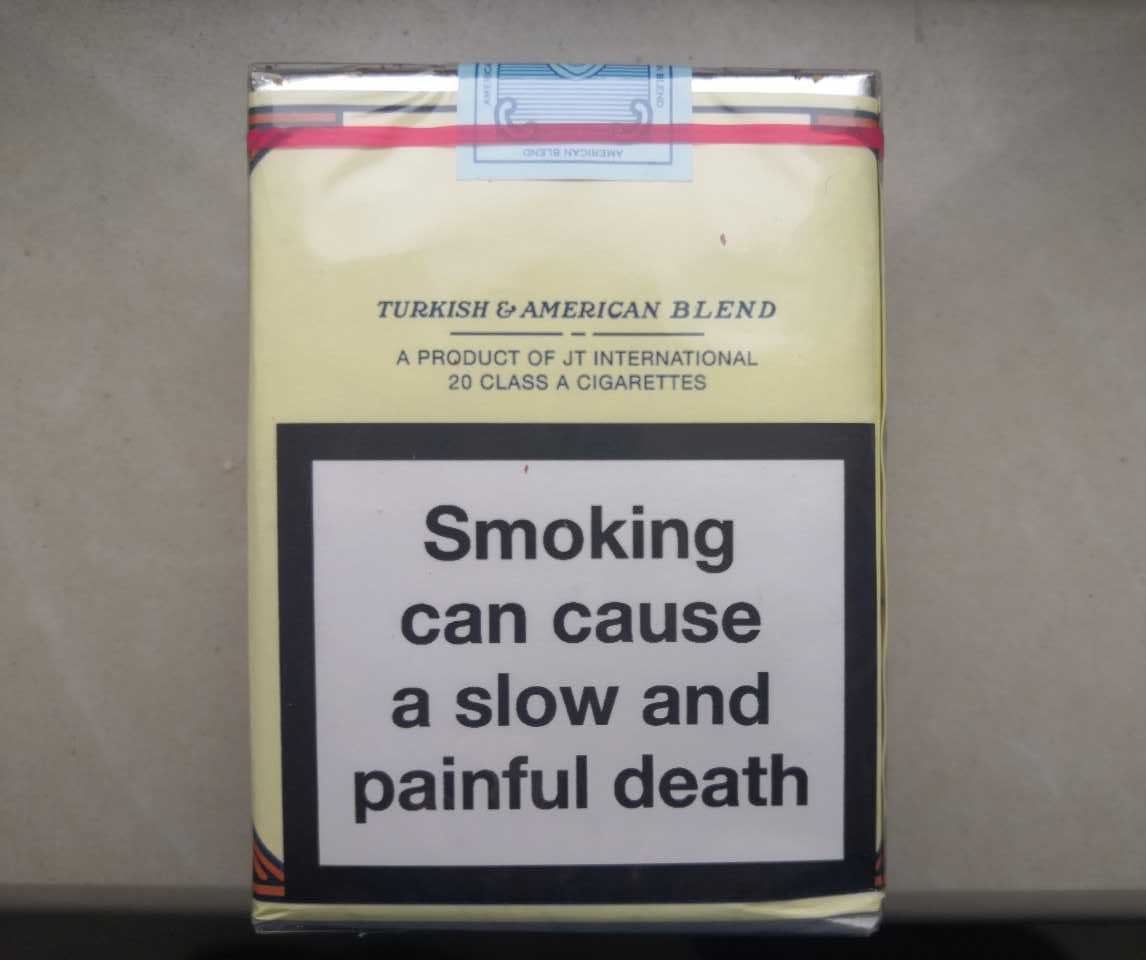 AMERICAN BLEND
TURKISH & AMERICAN BLEND
A PRODUCT OF JT INTERNATIONAL
20 CLASS A CIGARETTES
Smoking
can cause
a slow and
painful death